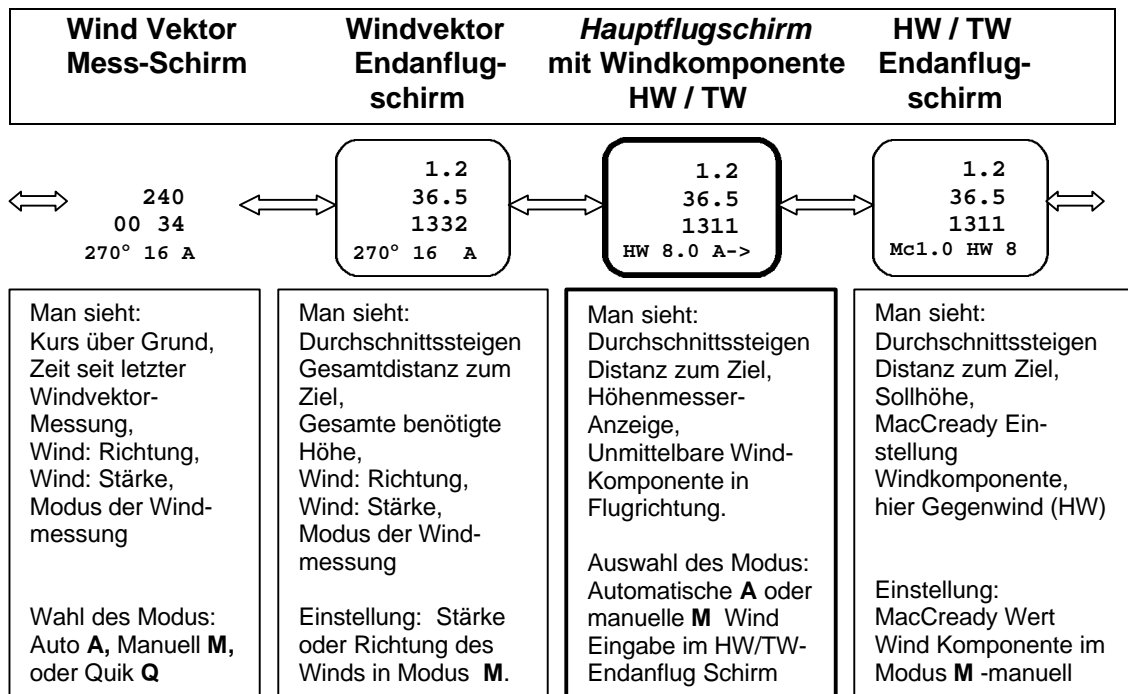 Wind Vektor
Mess-Schirm
Windvektor
Endanflug-
schirm
Hauptflugschirm
mit Windkomponente
HW / TW
HW / TW
Endanflug-
schirm
240
00 34
270° 16 A
1.2
36.5
1332
270° 16 A
1.2
36.5
1311
HW 8.0 A->
1.2
36.5
1311
Mc1.0 HW 8
Man sieht:
Kurs über Grund,
Zeit seit letzter
Windvektor-
Messung,
Wind: Richtung,
Wind: Stärke,
Modus der Wind-
messung
Wahl des Modus:
Auto A, Manuell M,
oder Quik Q
Man sieht:
Durchschnittssteigen
Gesamtdistanz zum
Ziel,
Gesamte benötigte
Höhe,
Wind: Richtung,
Wind: Stärke,
Modus der Wind-
messung
Einstellung: Stärke
oder Richtung des
Winds in Modus M.
Man sieht:
Durchschnittssteigen
Distanz zum Ziel,
Höhenmesser-
Anzeige,
Unmittelbare Wind-
Komponente in
Flugrichtung.
Auswahl des Modus:
Automatische A oder
manuelle M Wind
Eingabe im HW/TW-
Endanflug Schirm
Man sieht:
Durchschnittssteigen
Distanz zum Ziel,
Sollhöhe,
MacCready Ein-
stellung
Windkomponente,
hier Gegenwind (HW)
Einstellung:
MacCready Wert
Wind Komponente im
Modus M -manuell